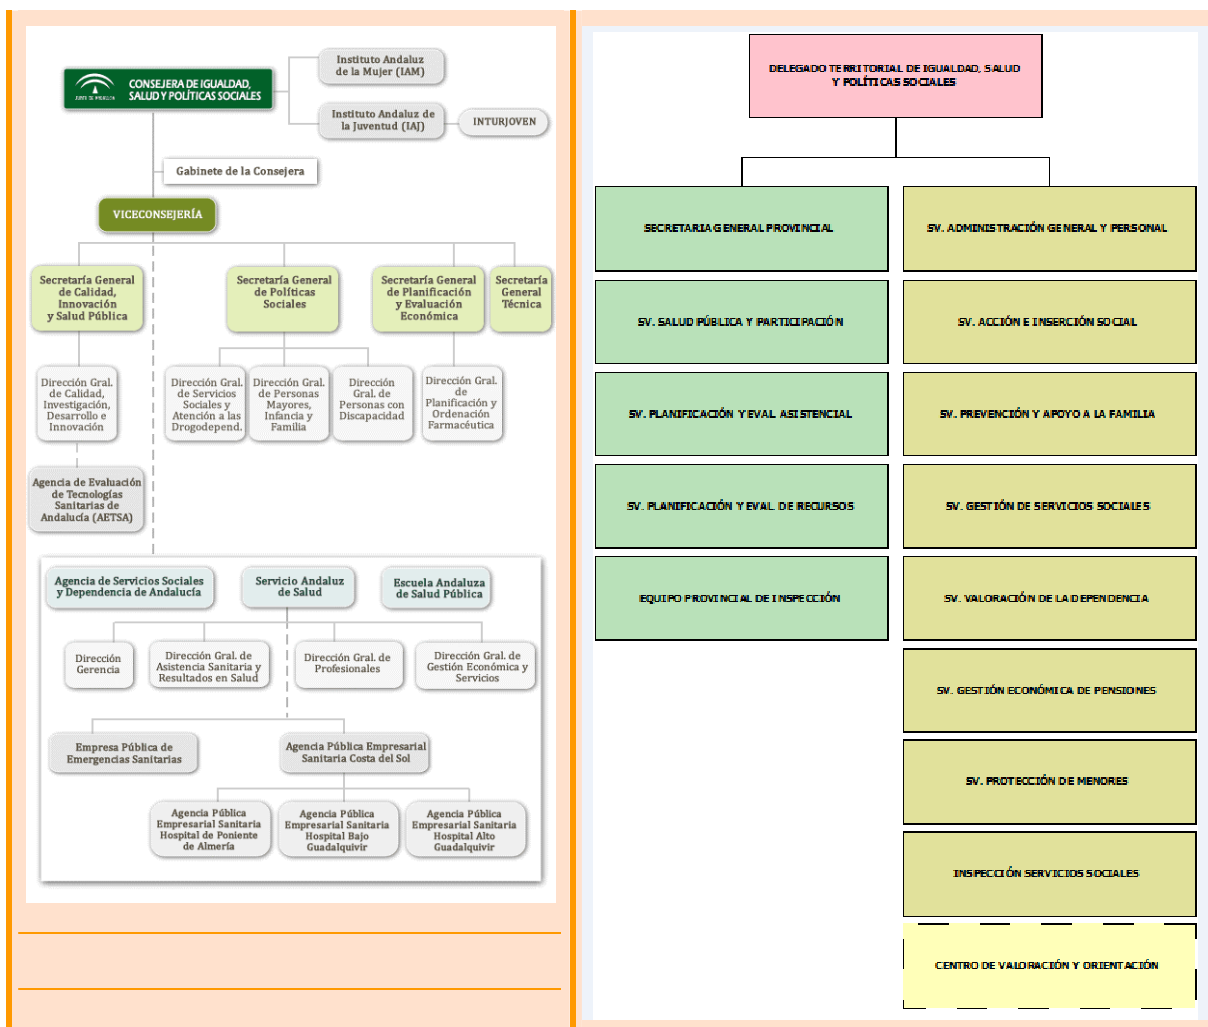 Instituto Andaluz
de la Mujer (IAM)
CONSEJERA DE IGUALDAD,
SALUD Y POLÍTICAS SOCIALES
JUNTA DE ANDALUCIA
Instituto Andaluz de
la Juventud (IAJ)
INTURJOVEN
Gabinete de la Consejera
VICECONSEJERÍA
Secretaría General
de Calidad,
Innovación
y Salud Pública
Secretaría General
de Políticas
Sociales
Secretaría General
de Planificación
y Evaluación
Económica
Secretaría
General
Técnica
Dirección Gral.
de Calidad,
Investigación,
Desarrollo e
Innovación
Dirección Gral.
de Servicios
Sociales y
Atención a las
Drogodepend.
Dirección Gral.
de Personas
Mayores,
Infancia y
Familia
Dirección
Gral. de
Personas con
Discapacidad
Dirección Gral.
de
Planificación y
Ordenación
Farmacéutica
Agencia de Evaluación
de Tecnologías
Sanitarias de
Andalucía (AETSA)
Agencia de Servicios Sociales
y Dependencia de Andalucía
Servicio Andaluz
de Salud
Escuela Andaluza
de Salud Pública
Dirección
Gerencia
Dirección Gral. de
Asistencia Sanitaria y
Resultados en Salud
Dirección Gral. de
Profesionales
Dirección Gral. de
Gestión Económica y
Servicios
Empresa Pública de
Emergencias Sanitarias
Agencia Pública Empresarial
Sanitaria Costa del Sol
Agencia Pública
Empresarial Sanitaria
Hospital de Poniente
de Almería
Agencia Pública
Empresarial Sanitaria
Hospital Bajo
Guadalquivir
Agencia Pública
Empresarial Sanitaria
Hospital Alto
Guadalquivir
DELEGADO TERRITORIAL DE IGUALDAD, SALUD
Y POLÍTICAS SOCIALES
SECRETARIA GENERAL PROVINCIAL
SV. ADMINISTRACIÓN GENERAL Y PERSONAL
SV. SALUD PÚBLICA Y PARTICIPACIÓN
SV. ACCIÓN E INSERCIÓN SOCIAL
SV. PLANIFICACIÓN Y EVAL ASISTENCIAL
SV. PREVENCIÓN Y APOYO A LA FAMILIA
SV. PLANIFICACIÓN Y EVAL. DE RECURSOS
SV. GESTIÓN DE SERVICIOS SOCIALES
EQUIPO PROVINCIAL DE INSPECCIÓN
SV. VALORACIÓN DE LA DEPENDENCIA
SV. GESTIÓN ECONÓMICA DE PENSIONES
SV. PROTECCIÓN DE MENORES
INSPECCIÓN SERVICIOS SOCIALES
CENTRO DE VALORACIÓN Y ORIENTACIÓN